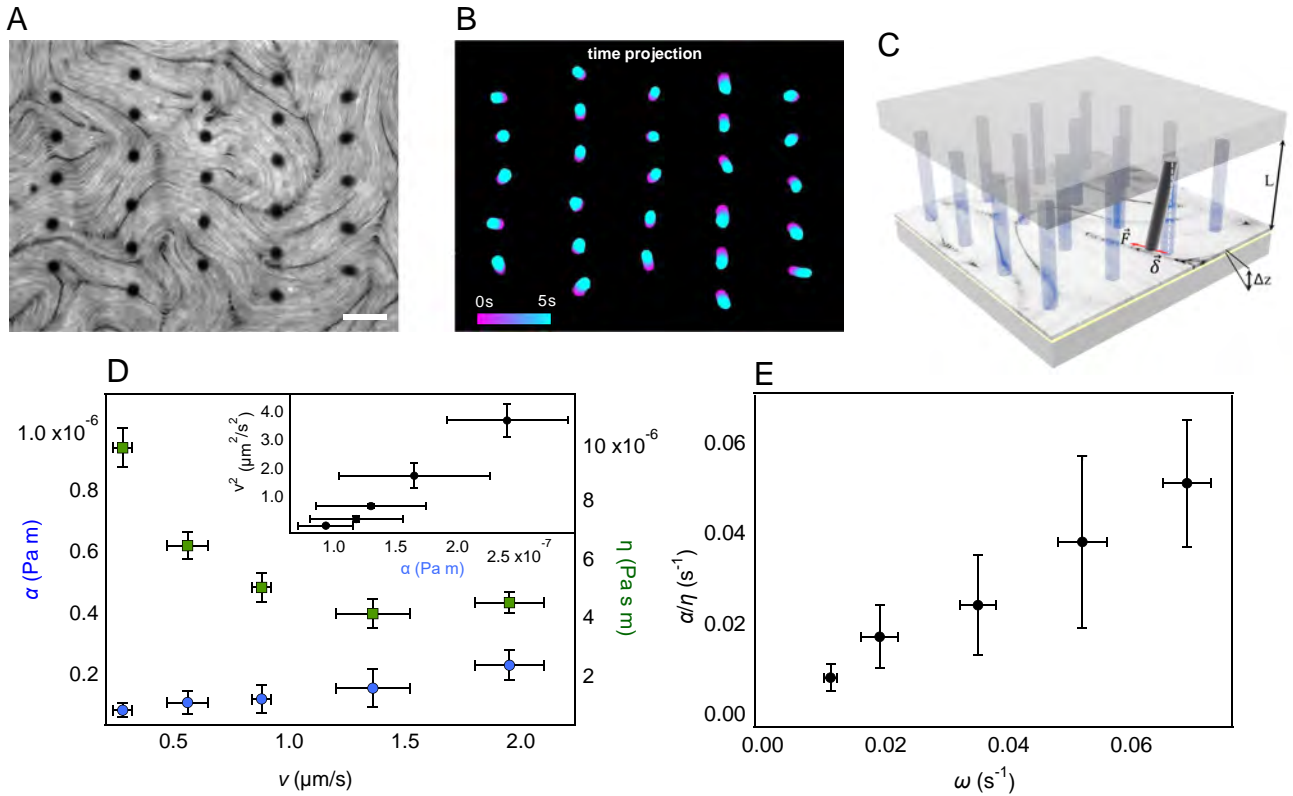 A
B
time projection
0s
5s
C
L
F
δ
Δz
D
1.0 x10⁻⁶
0.8
0.6
0.4
0.2
α (Pa m)
0.5
1.0
1.5
2.0
v (µm/s)
10 x10⁻⁶
8
6
4
2
η (Pa s m)
4.0
3.0
2.0
1.0
v² (µm²/s²)
1.0
1.5
2.0
2.5 x10⁻⁷
α (Pa m)
E
0.06
0.04
0.02
0.00
α/η (s⁻¹)
0.00
0.02
0.04
0.06
ω (s⁻¹)